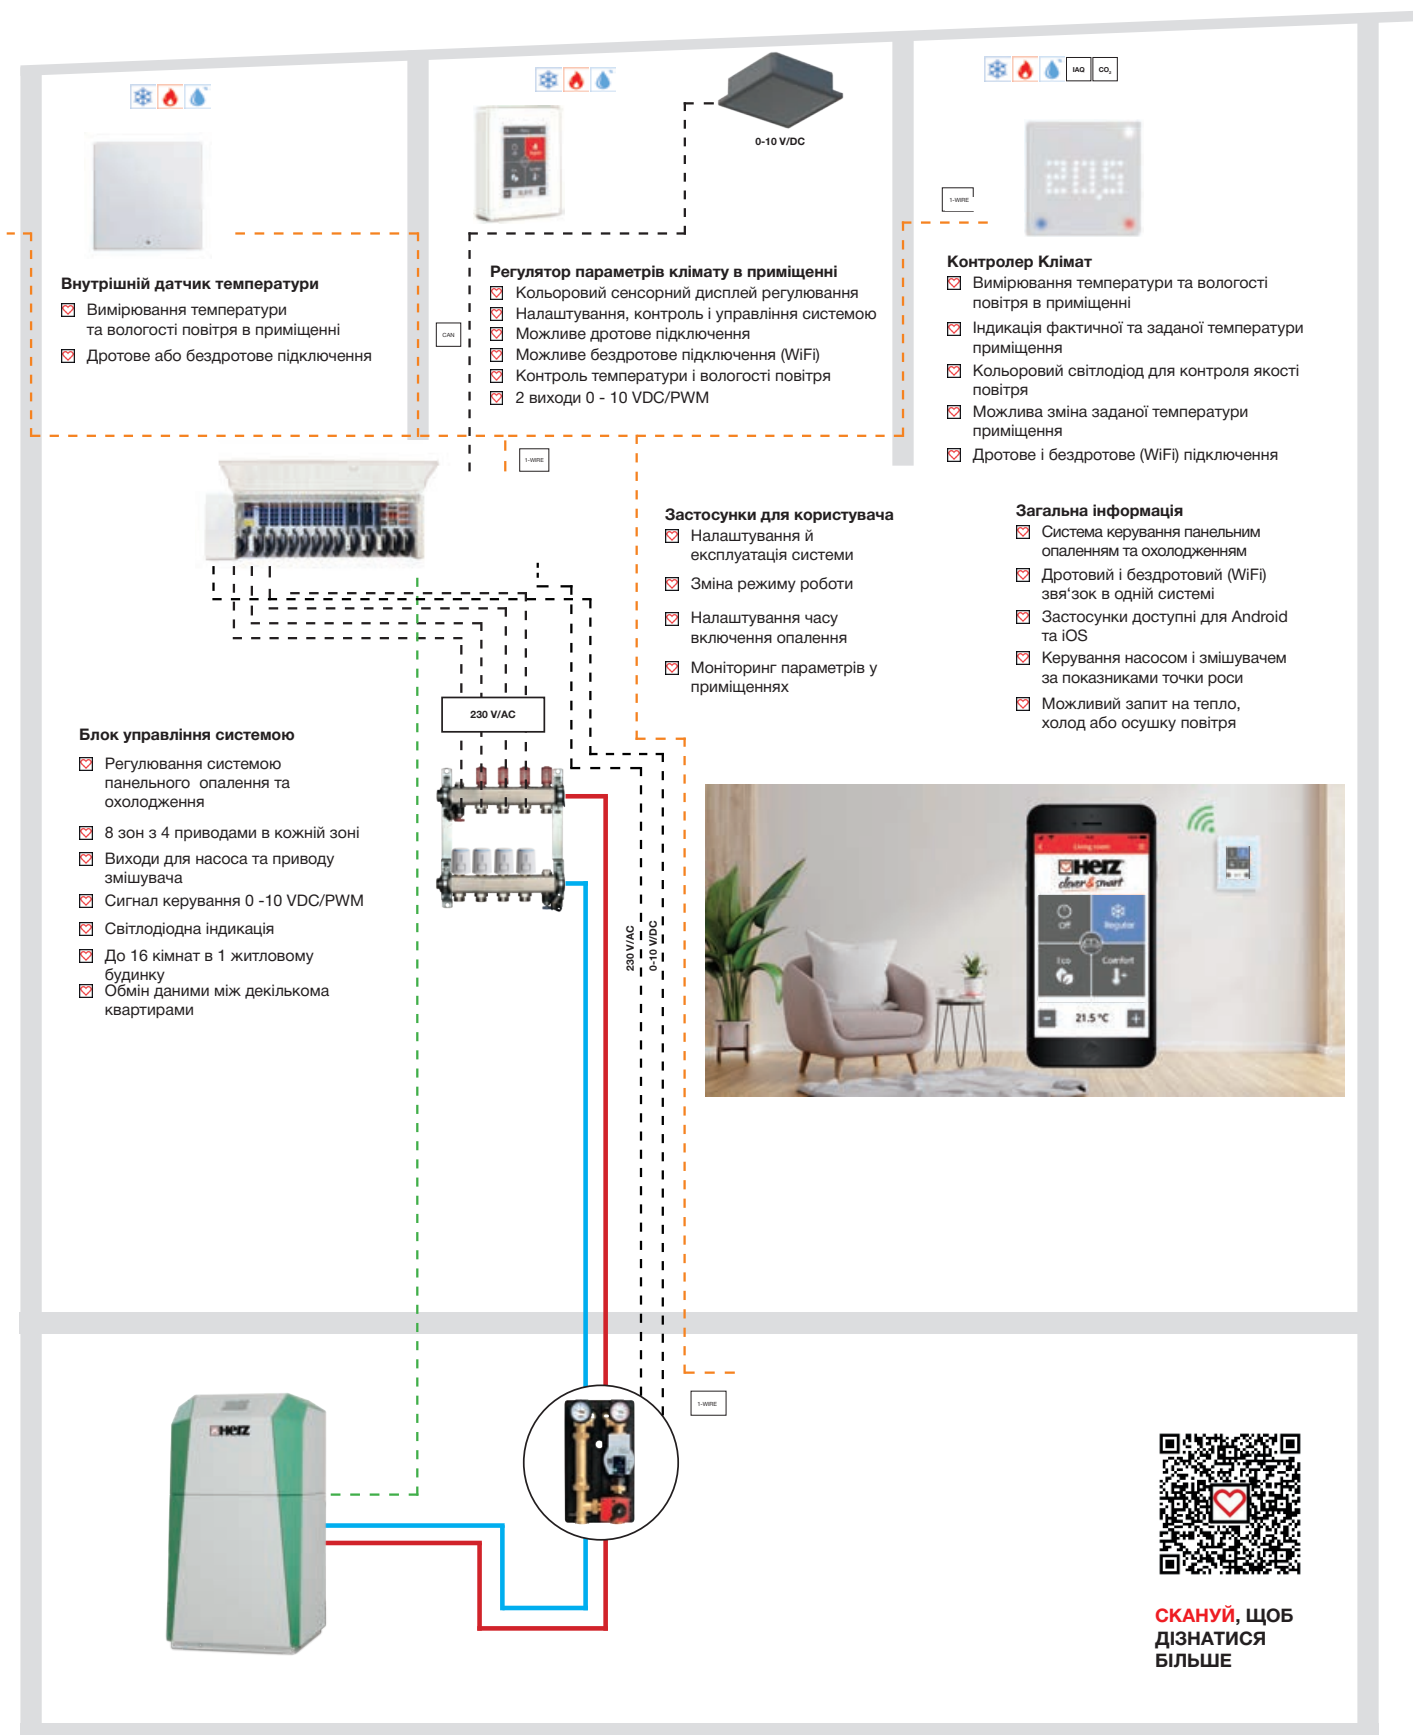 IAQ
CO₂
0-10 V/DC
20,5
1-WIRE
Внутрішній датчик температури
Вимірювання температури
та вологості повітря в приміщенні
Дротове або бездротове підключення
CAN
Регулятор параметрів клімату в приміщенні
Кольоровий сенсорний дисплей регулювання
Налаштування, контроль і управління системою
Можливе дротове підключення
Можливе бездротове підключення (WiFi)
Контроль температури і вологості повітря
2 виходи 0 - 10 VDC/PWM
Контролер Клімат
Вимірювання температури та вологості
повітря в приміщенні
Індикація фактичної та заданої температури
приміщення
Кольоровий світлодіод для контроля якості
повітря
Можлива зміна заданої температури
приміщення
Дротове і бездротове (WiFi) підключення
1-WIRE
Застосунки для користувача
Налаштування й
експлуатація системи
Зміна режиму роботи
Налаштування часу
включення опалення
Моніторинг параметрів у
приміщеннях
Загальна інформація
Система керування панельним
опаленням та охолодженням
Дротовий і бездротовий (WiFi)
звя‘зок в одній системі
Застосунки доступні для Android
та iOS
Керування насосом і змішувачем
за показниками точки роси
Можливий запит на тепло,
холод або осушку повітря
230 V/AC
Блок управління системою
Регулювання системою
панельного опалення та
охолодження
8 зон з 4 приводами в кожній зоні
Виходи для насоса та приводу
змішувача
Сигнал керування 0 -10 VDC/PWM
Світлодіодна індикація
До 16 кімнат в 1 житловому
будинку
Обмін даними між декількома
квартирами
230 V/AC
0-10 V/DC
Living room
HERZ
clever & smart
Off
Regular
Eco
Comfort
21.5 °C
1-WIRE
HERZ
СКАНУЙ, ЩОБ
ДІЗНАТИСЯ
БІЛЬШЕ